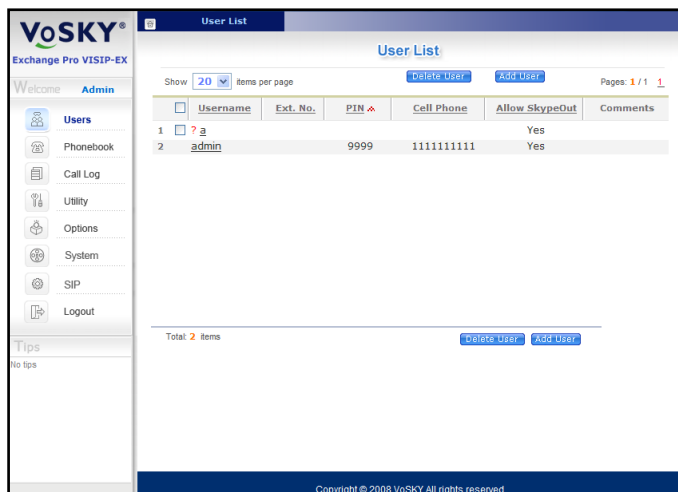 VoSKY®
Exchange Pro VISIP-EX
Welcome Admin
Users
Phonebook
Call Log
Utility
Options
System
SIP
Logout
Tips
No tips
User List
User List
Show 20 items per page Delete User Add User Pages: 1 / 1 1
Username Ext. No. PIN Cell Phone Allow SkypeOut Comments
1 ? a Yes
2 admin 9999 1111111111 Yes
Total: 2 items Delete User Add User
Copyright © 2008 VoSKY All rights reserved